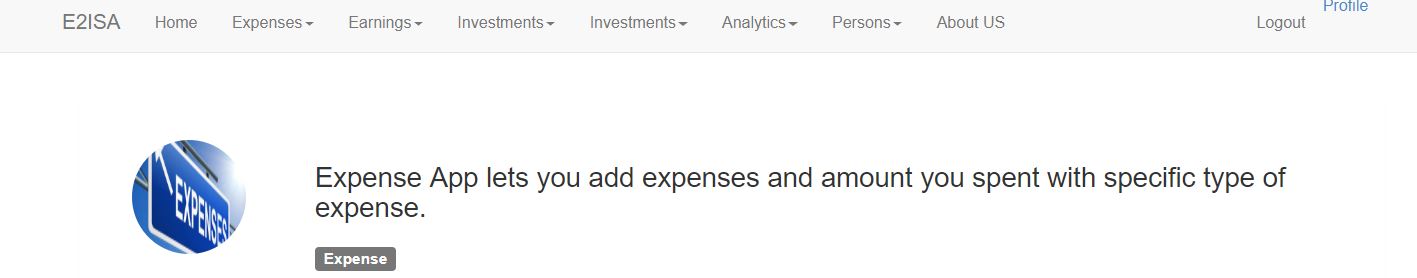 E2ISA Home Expenses Earnings Investments Investments Analytics Persons About US Logout Profile
EXPENSES
Expense App lets you add expenses and amount you spent with specific type of
expense.
Expense